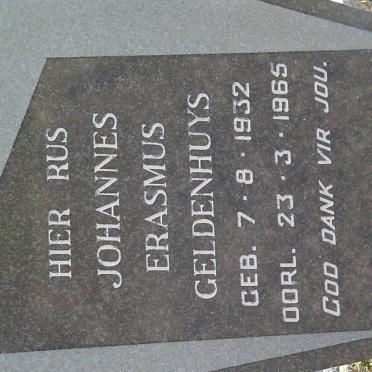 HIER RUS
JOHANNES
ERASMUS
GELDENHUYS
GEB. 7·8·1932
OORL. 23·3·1965
GOD DANK VIR JOU.